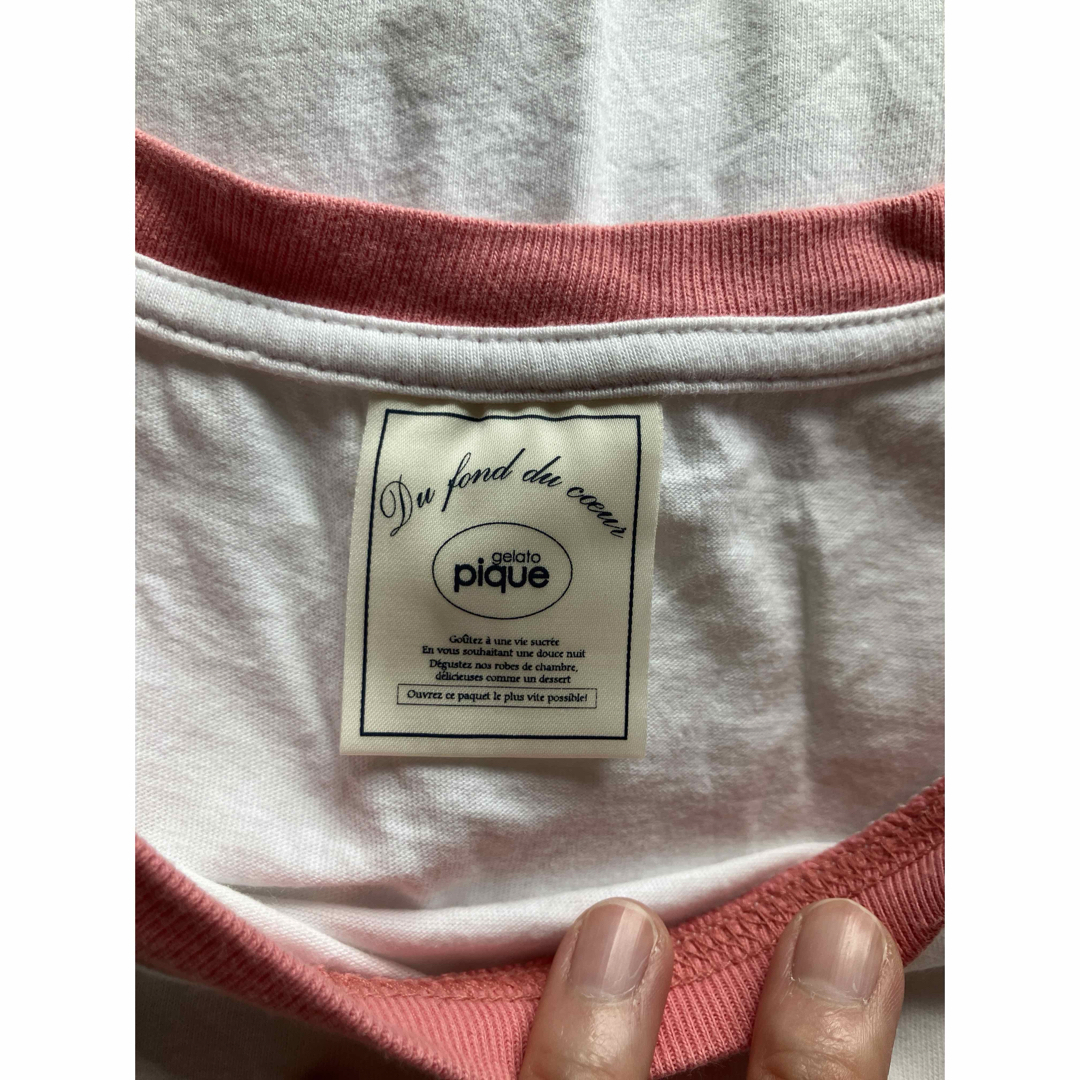 Du fond du cœur
gelato
pique
Goûtez à une vie sucrée
En vous souhaitant une douce nuit
Dégustez nos robes de chambre,
délicieuses comme un dessert
Ouvrez ce paquet le plus vite possible!